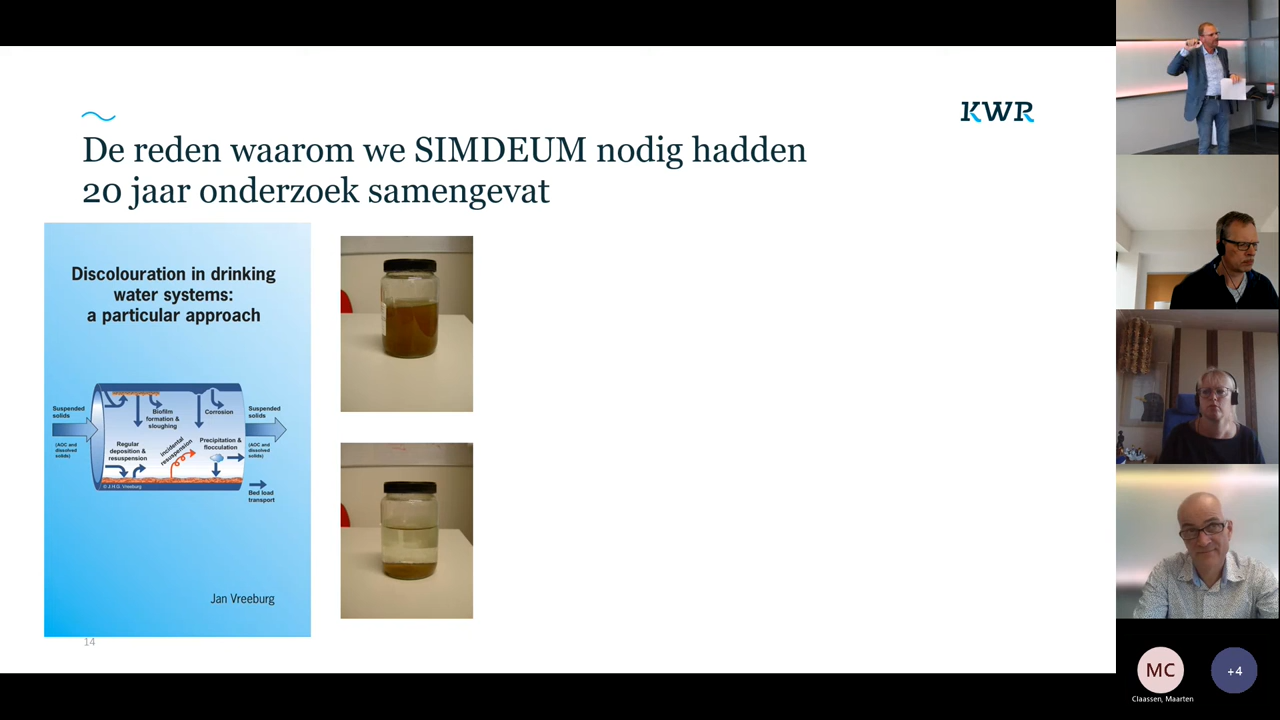 KWR
De reden waarom we SIMDEUM nodig hadden
20 jaar onderzoek samengevat
Discolouration in drinking
water systems:
a particular approach
Suspended
solids
(AOC and
dissolved
solids)
Biofilm
formation &
sloughing
Corrosion
Regular
deposition &
resuspension
incidental
resuspension
Precipitation &
flocculation
Suspended
solids
(AOC and
dissolved
solids)
Bed load
transport
© J.H.G. Vreeburg
Jan Vreeburg
14
MC
+4
Claassen, Maarten